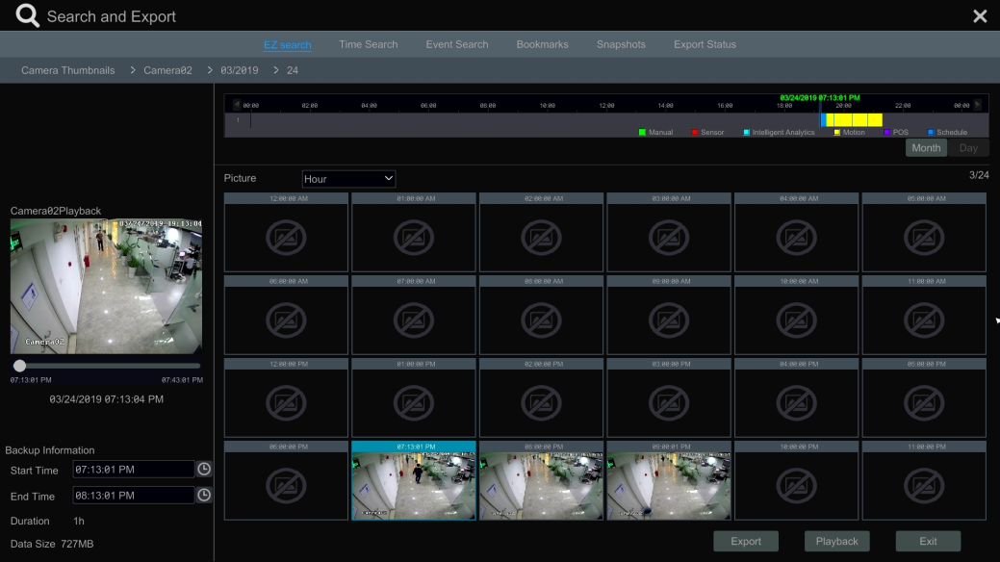 Search and Export
EZ search Time Search Event Search Bookmarks Snapshots Export Status
Camera Thumbnails > Camera02 > 03/2019 > 24
03/24/2019 07:13:01 PM
00:00 02:00 04:00 06:00 08:00 10:00 12:00 14:00 16:00 18:00 20:00 22:00 00:00
1
Manual Sensor Intelligent Analytics Motion POS Schedule
Month Day
Picture Hour 3/24
12:00:00 AM 01:00:00 AM 02:00:00 AM 03:00:00 AM 04:00:00 AM 05:00:00 AM
Camera02Playback
03/24/2019 19:13:04
Camera02
07:13:01 PM 07:43:01 PM
03/24/2019 07:13:04 PM
06:00:00 AM 07:00:00 AM 08:00:00 AM 09:00:00 AM 10:00:00 AM 11:00:00 AM
12:00:00 PM 01:00:00 PM 02:00:00 PM 03:00:00 PM 04:00:00 PM 05:00:00 PM
06:00:00 PM 07:13:01 PM 08:00:00 PM 09:00:01 PM 10:00:00 PM 11:00:00 PM
Backup Information
Start Time 07:13:01 PM
End Time 08:13:01 PM
Duration 1h
Data Size 727MB
Export Playback Exit